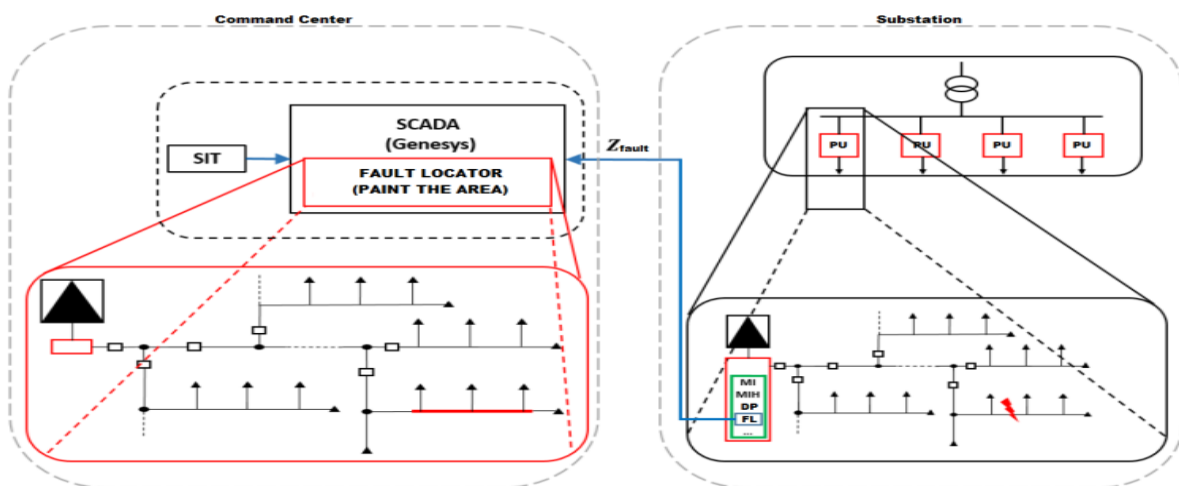 Command Center
SCADA
(Genesys)
SIT
FAULT LOCATOR
(PAINT THE AREA)
Zfault
Substation
PU
PU
PU
PU
MI
MIH
DP
FL
...